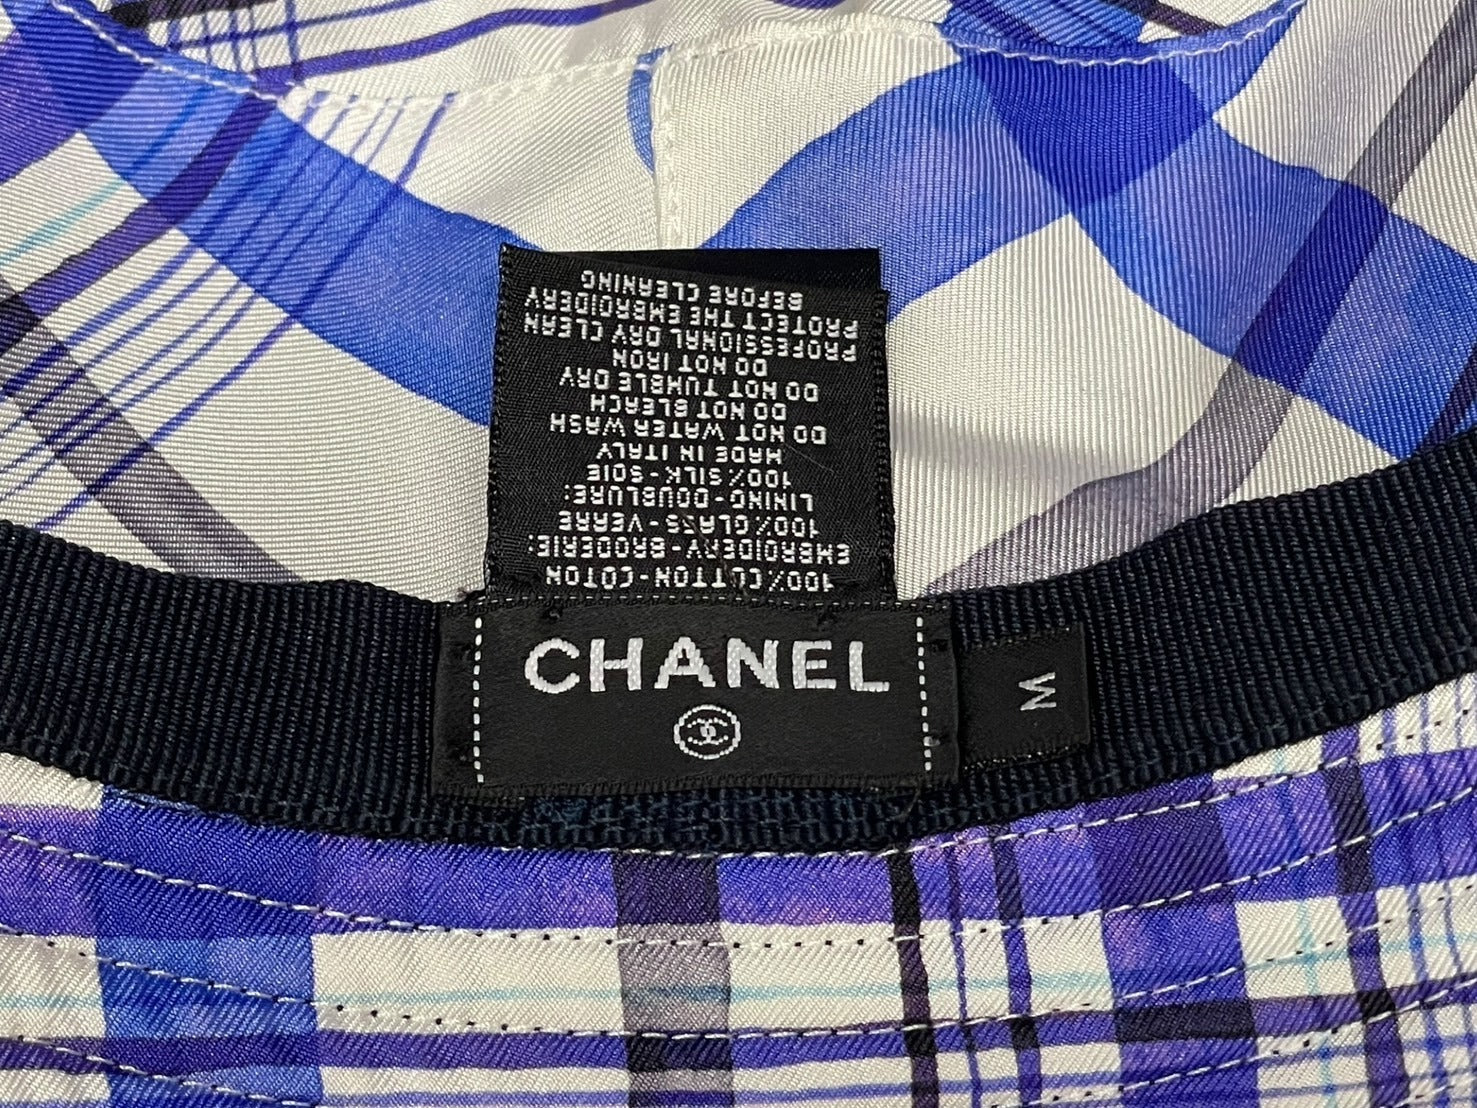 CHANEL
M
100% COTTON-COTON
EMBROIDERY-BRODERIE:
100% GLASS-VERRE
LINING-DOUBLURE:
100% SILK-SOIE
MADE IN ITALY
DO NOT WATER WASH
DO NOT BLEACH
DO NOT TUMBLE DRY
DO NOT IRON
PROFESSIONAL DRY CLEAN
PROTECT THE EMBROIDERY
BEFORE CLEANING